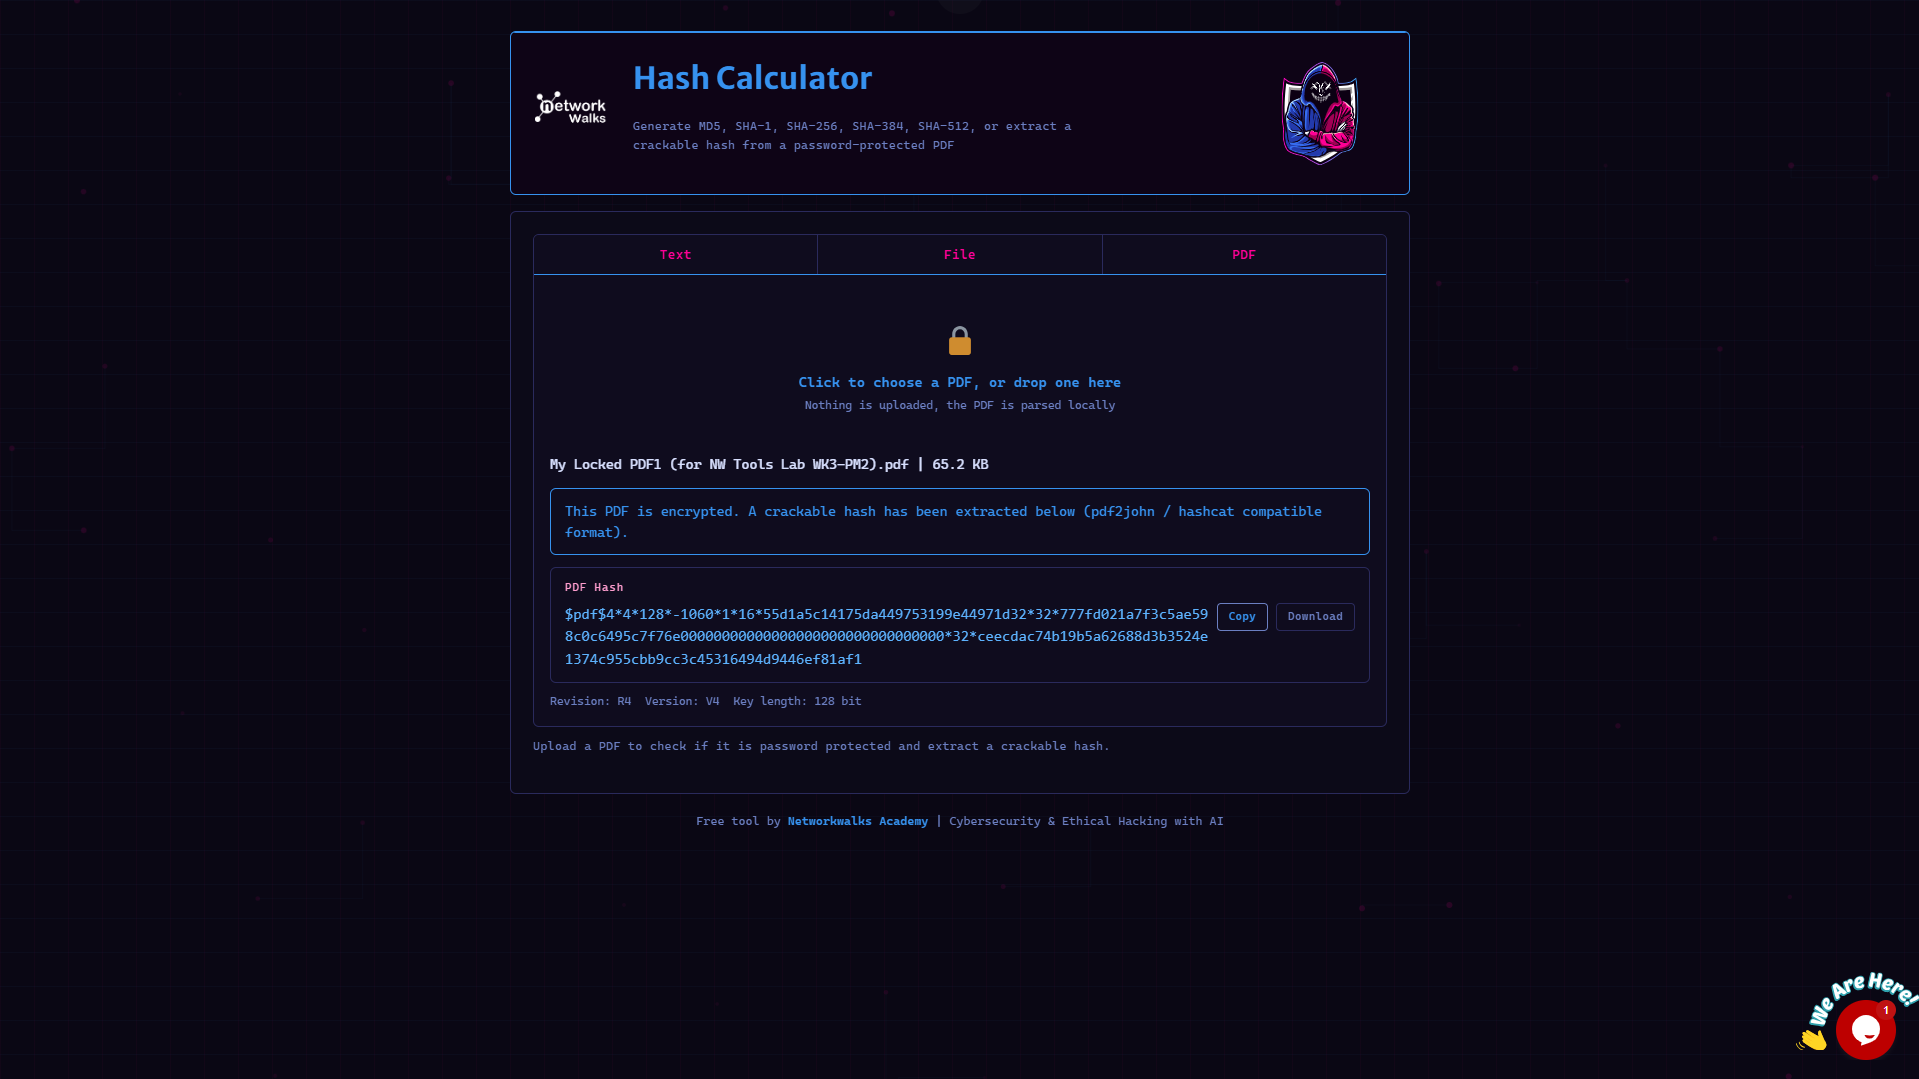 network
Walks
Hash Calculator
Generate MD5, SHA-1, SHA-256, SHA-384, SHA-512, or extract a
crackable hash from a password-protected PDF
Text
File
PDF
Click to choose a PDF, or drop one here
Nothing is uploaded, the PDF is parsed locally
My Locked PDF1 (for NW Tools Lab WK3-PM2).pdf | 65.2 KB
This PDF is encrypted. A crackable hash has been extracted below (pdf2john / hashcat compatible
format).
PDF Hash
$pdf$4*4*128*-1060*1*16*55d1a5c14175da449753199e44971d32*32*777fd021a7f3c5ae59
8c0c6495c7f76e00000000000000000000000000000000*32*ceecdac74b19b5a62688d3b3524e
1374c955cbb9cc3c45316494d9446ef81af1
Copy
Download
Revision: R4 Version: V4 Key length: 128 bit
Upload a PDF to check if it is password protected and extract a crackable hash.
Free tool by Networkwalks Academy | Cybersecurity & Ethical Hacking with AI
We Are Here!
1